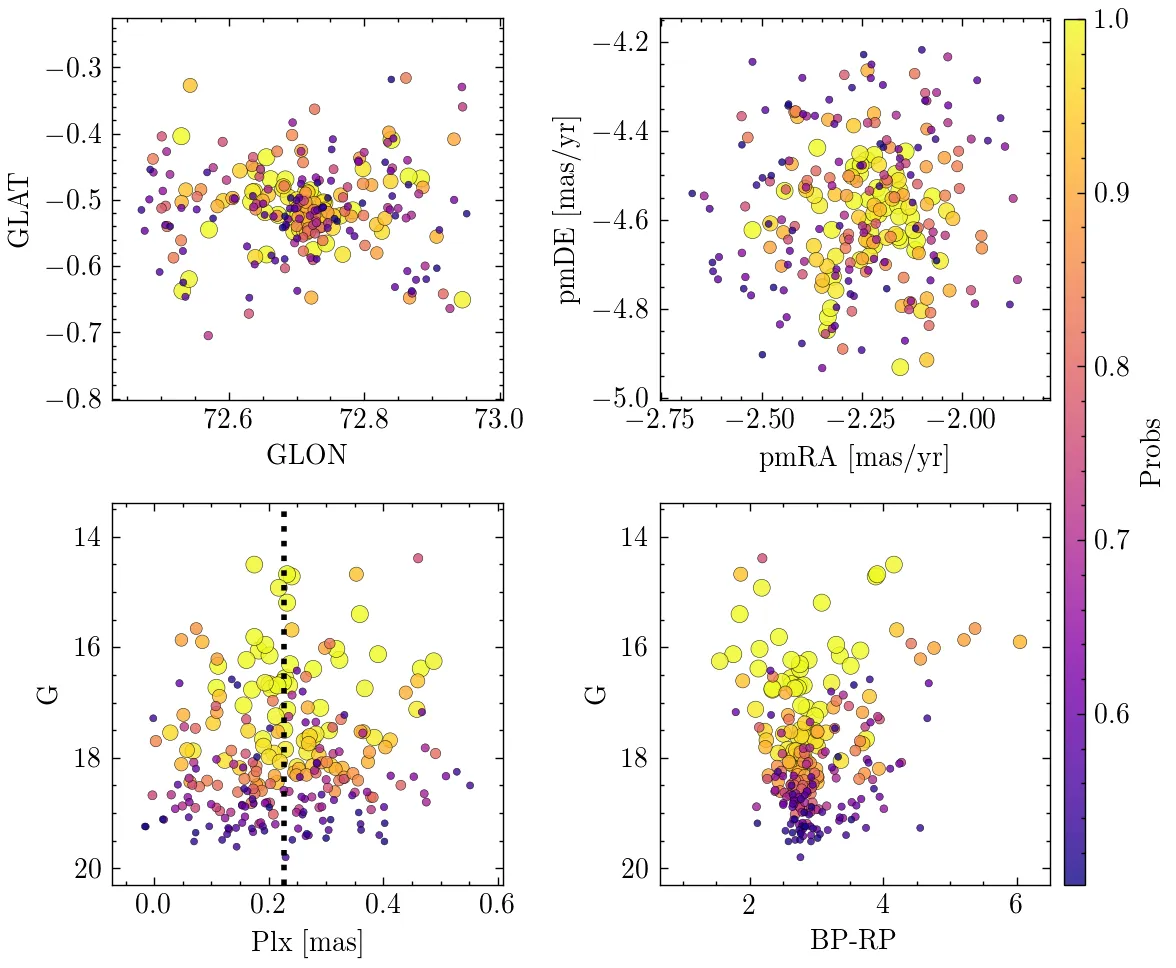 −0.3
−0.4
−0.5
−0.6
−0.7
−0.8
GLAT
72.6 72.8 73.0
GLON
−4.2
−4.4
−4.6
−4.8
−5.0
pmDE [mas/yr]
−2.75 −2.50 −2.25 −2.00
pmRA [mas/yr]
14
16
18
20
G
0.0 0.2 0.4 0.6
Plx [mas]
14
16
18
20
G
2 4 6
BP-RP
1.0
0.9
0.8
0.7
0.6
Probs